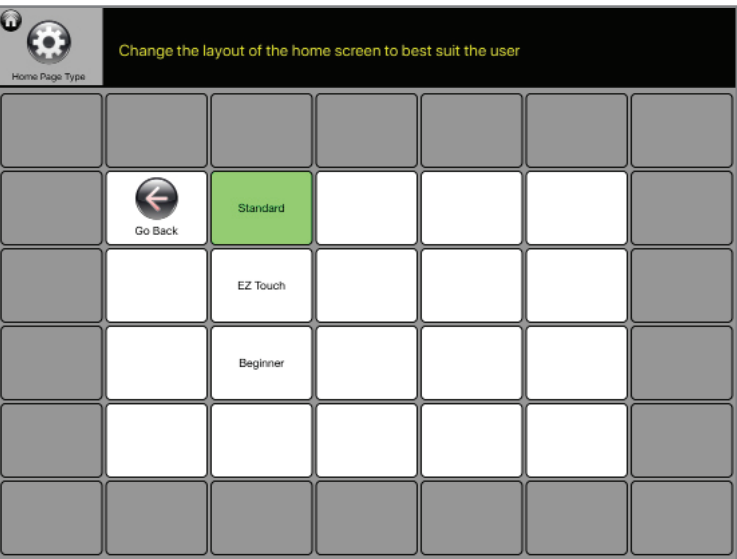 Change the layout of the home screen to best suit the user
Home Page Type
Go Back
Standard
EZ Touch
Beginner